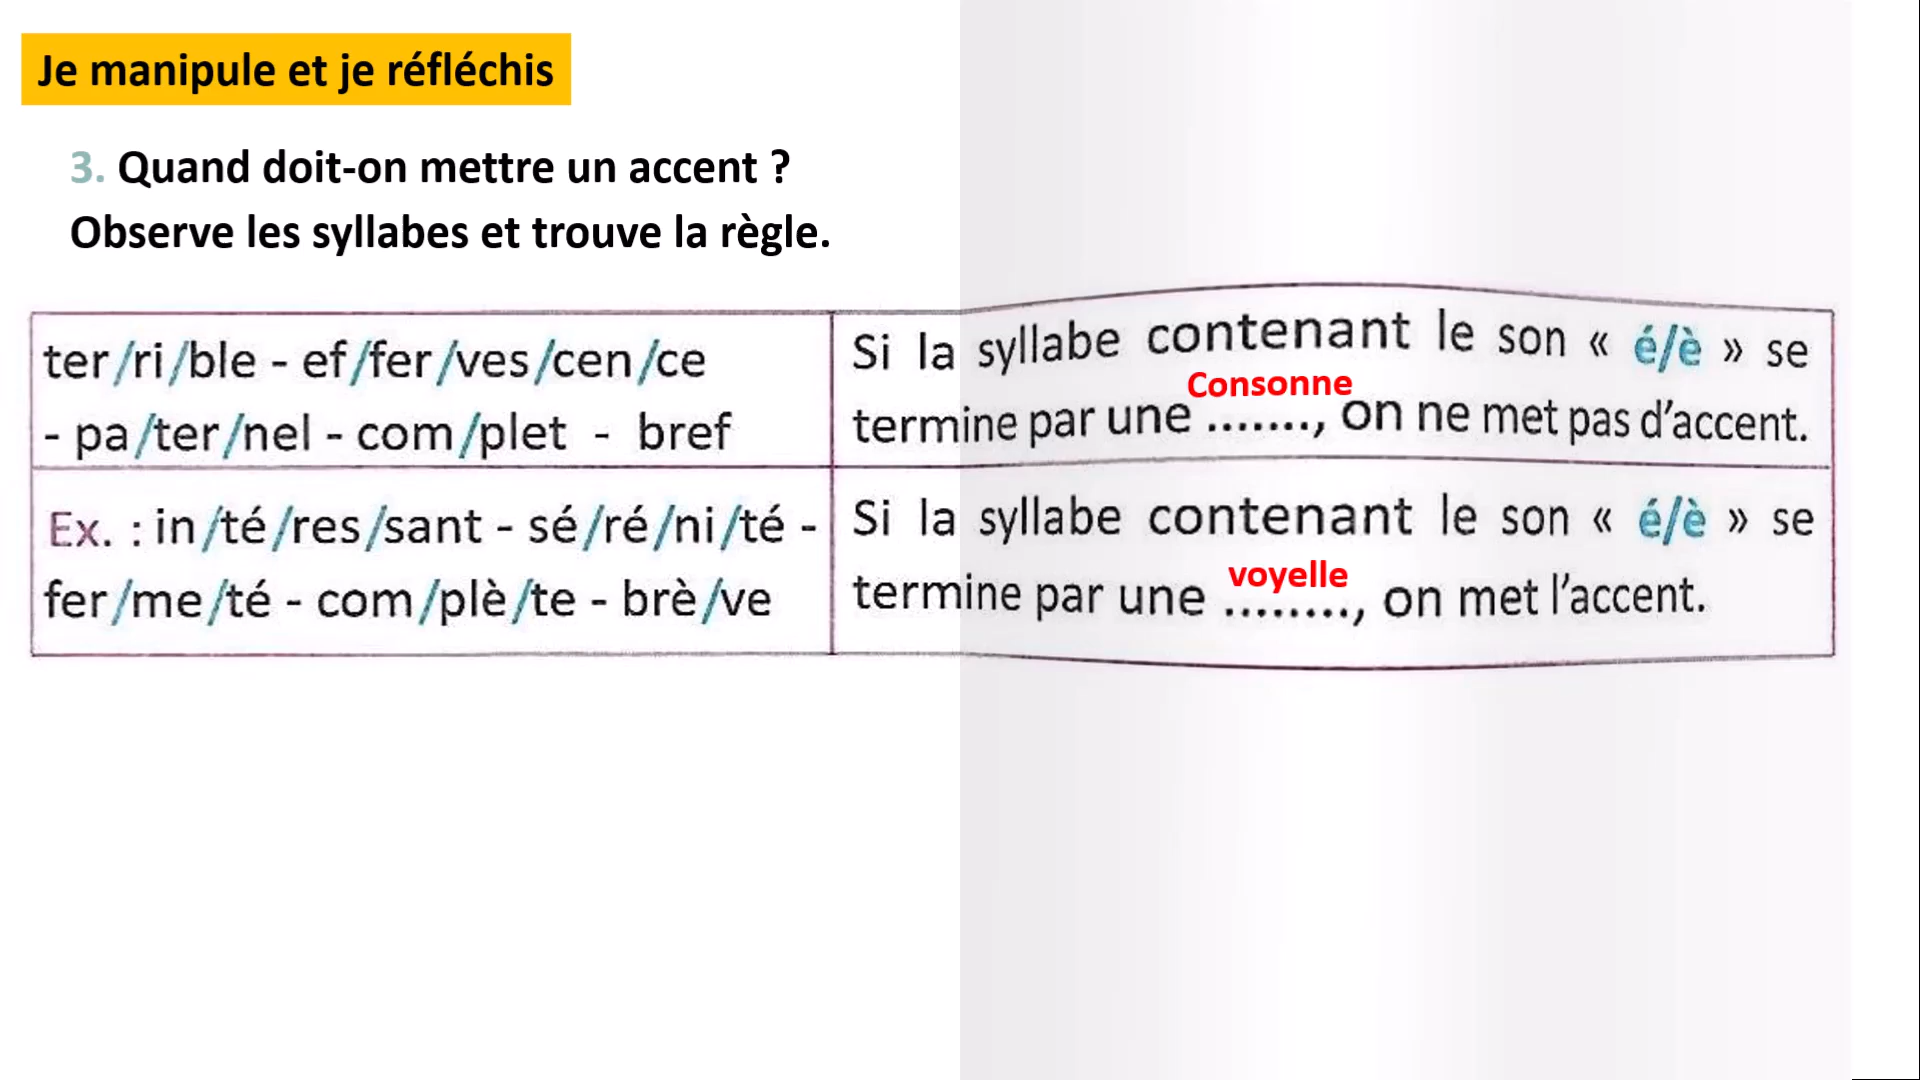 Je manipule et je réfléchis
3. Quand doit-on mettre un accent ?
Observe les syllabes et trouve la règle.
ter/ri/ble - ef/fer/ves/cen/ce
- pa/ter/nel - com/plet - bref
Si la syllabe contenant le son « é/è » se
Consonne
termine par une ......., on ne met pas d'accent.
Ex. : in/té/res/sant - sé/ré/ni/té -
fer/me/té - com/plè/te - brè/ve
Si la syllabe contenant le son « é/è » se
voyelle
termine par une ........, on met l'accent.